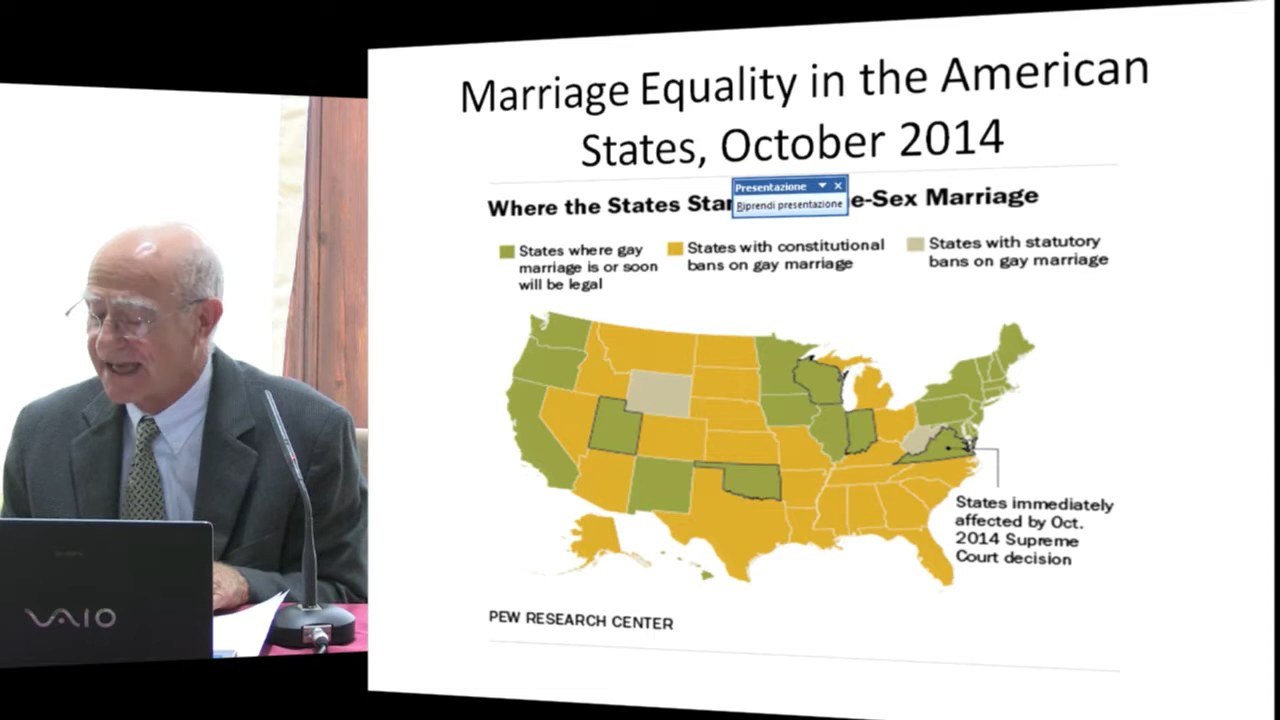 Marriage Equality in the American
States, October 2014
Presentazione
Riprendi presentazione
Where the States Sta e-Sex Marriage
States where gay
marriage is or soon
will be legal
States with constitutional
bans on gay marriage
States with statutory
bans on gay marriage
States immediately
affected by Oct.
2014 Supreme
Court decision
PEW RESEARCH CENTER
VAIO